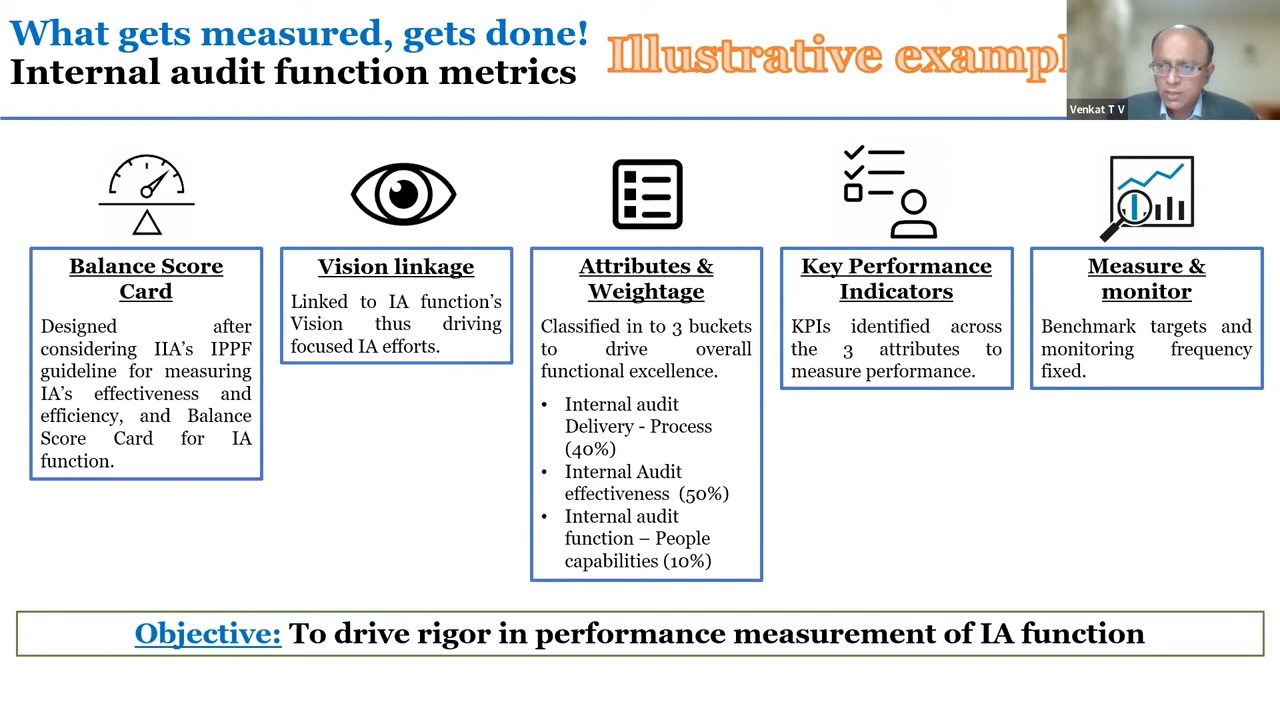 What gets measured, gets done!
Internal audit function metrics
Illustrative exampl
Venkat T V
Balance Score
Card
Designed after
considering IIA's IPPF
guideline for measuring
IA's effectiveness and
efficiency, and Balance
Score Card for IA
function.
Vision linkage
Linked to IA function's
Vision thus driving
focused IA efforts.
Attributes &
Weightage
Classified in to 3 buckets
to drive overall
functional excellence.
• Internal audit
Delivery - Process
(40%)
• Internal Audit
effectiveness (50%)
• Internal audit
function – People
capabilities (10%)
Key Performance
Indicators
KPIs identified across
the 3 attributes to
measure performance.
Measure &
monitor
Benchmark targets and
monitoring frequency
fixed.
Objective: To drive rigor in performance measurement of IA function